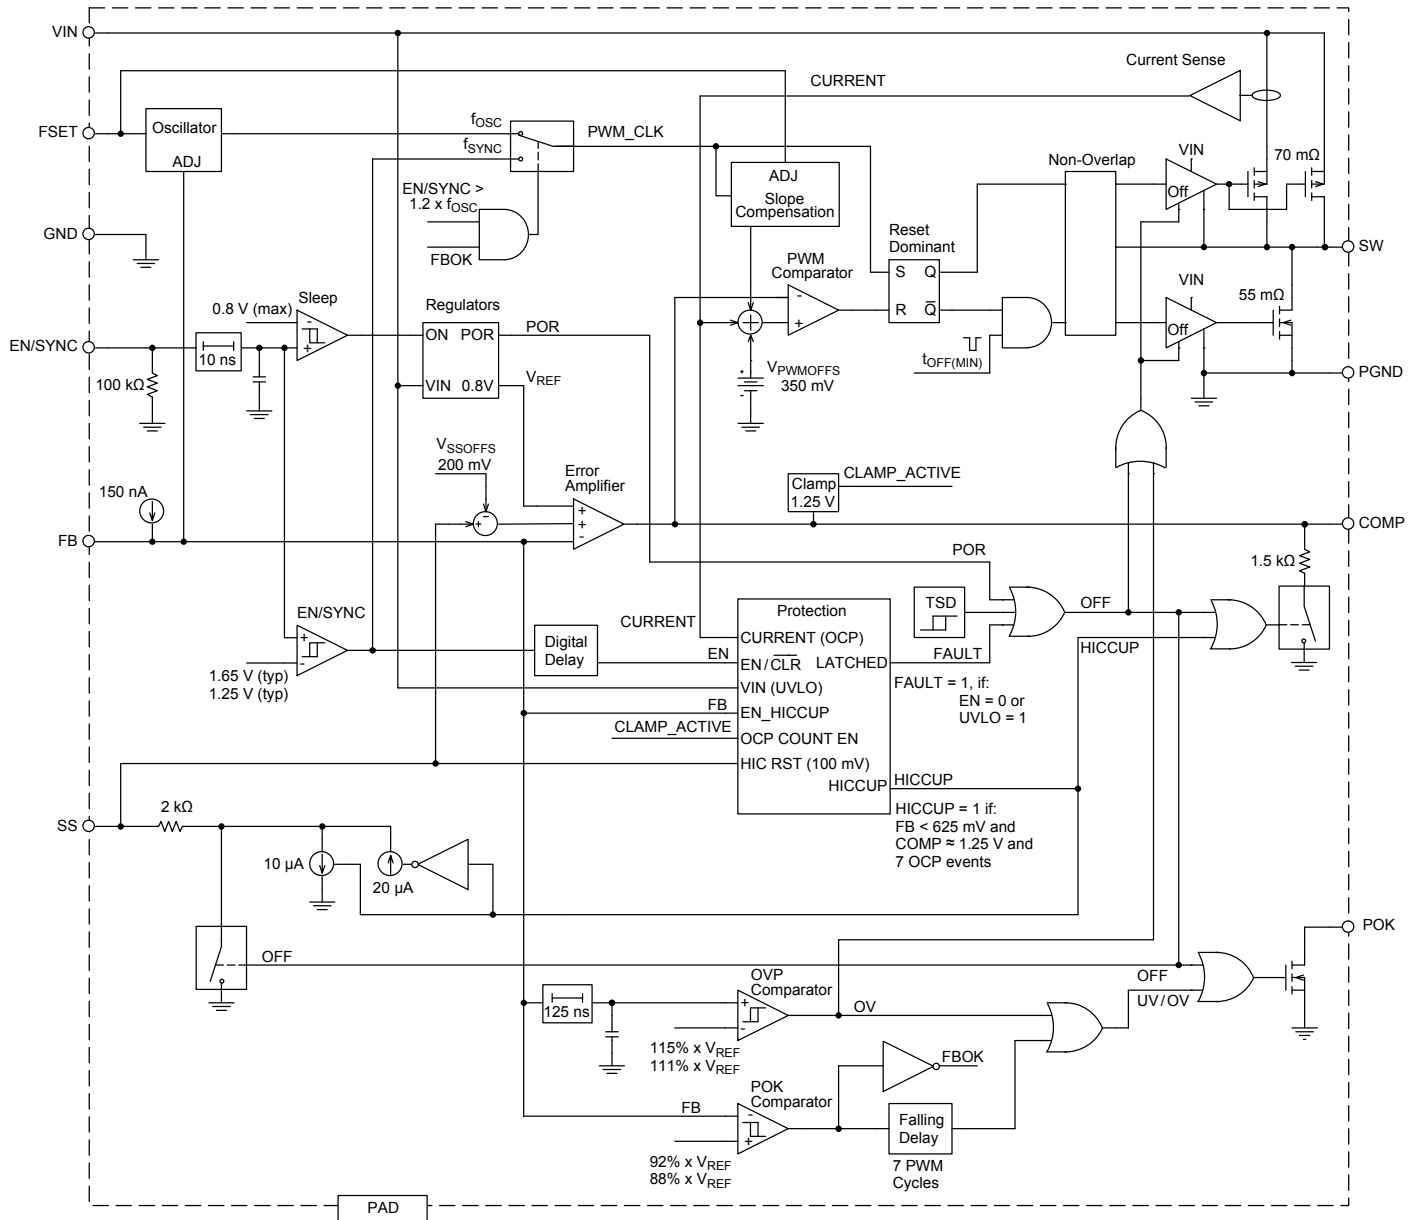 VIN
Current Sense
CURRENT
FSET
Oscillator
ADJ
fOSC
fSYNC
PWM_CLK
EN/SYNC >
1.2 x fOSC
FBOK
ADJ
Slope
Compensation
Non-Overlap
VIN
Off
70 mΩ
GND
SW
Reset
Dominant
S Q
R Q̅
PWM
Comparator
-
+
VIN
Off
55 mΩ
Sleep
0.8 V (max)
-
+
Regulators
ON POR
VIN 0.8V
POR
VREF
EN/SYNC
10 ns
100 kΩ
tOFF(MIN)
PGND
+
-
VPWMOFFS
350 mV
VSSOFFS
200 mV
+
-
Error
Amplifier
+
+
-
Clamp
1.25 V
CLAMP_ACTIVE
150 nA
FB
COMP
1.5 kΩ
POR
TSD
OFF
HICCUP
EN/SYNC
+
-
1.65 V (typ)
1.25 V (typ)
Digital
Delay
CURRENT
EN
FB
CLAMP_ACTIVE
Protection
CURRENT (OCP)
EN/C̅L̅R̅ LATCHED
VIN (UVLO)
EN_HICCUP
OCP COUNT EN
HIC RST (100 mV)
HICCUP
FAULT
FAULT = 1, if:
EN = 0 or
UVLO = 1
HICCUP
HICCUP = 1 if:
FB < 625 mV and
COMP ≈ 1.25 V and
7 OCP events
SS
2 kΩ
10 µA
20 µA
OFF
POK
OFF
UV/OV
125 ns
OVP
Comparator
+
-
115% x VREF
111% x VREF
OV
FBOK
POK
Comparator
FB
-
+
92% x VREF
88% x VREF
Falling
Delay
7 PWM
Cycles
PAD